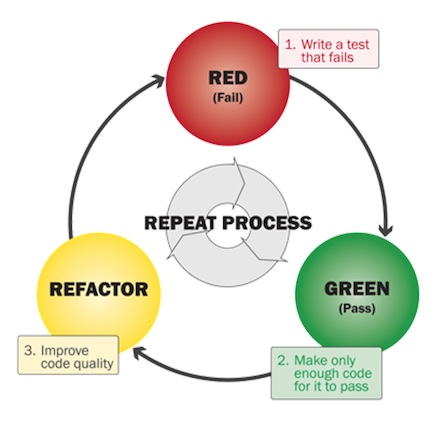 RED
(Fail)
1. Write a test
that fails
REPEAT PROCESS
REFACTOR
GREEN
(Pass)
3. Improve
code quality
2. Make only
enough code
for it to pass